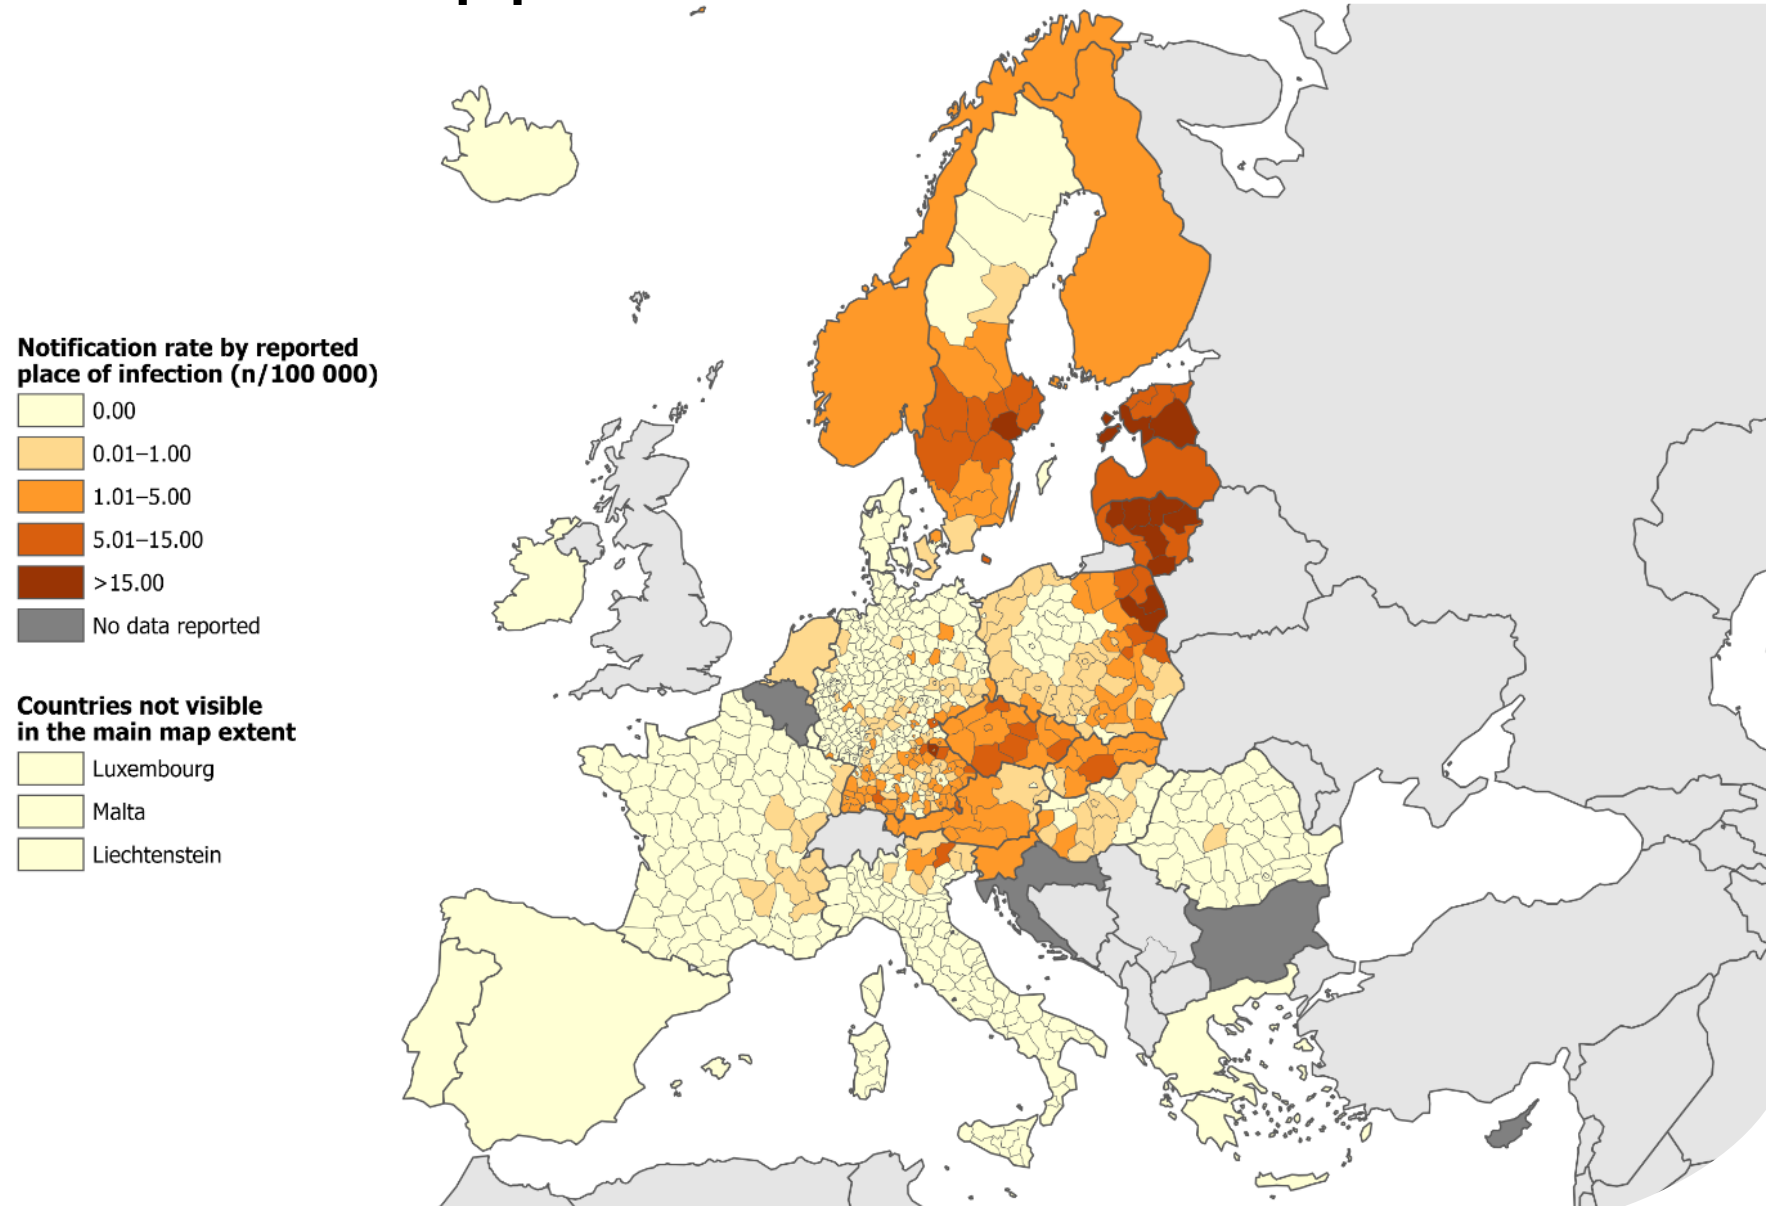 Notification rate by reported
place of infection (n/100 000)
0.00
0.01–1.00
1.01–5.00
5.01–15.00
>15.00
No data reported
Countries not visible
in the main map extent
Luxembourg
Malta
Liechtenstein